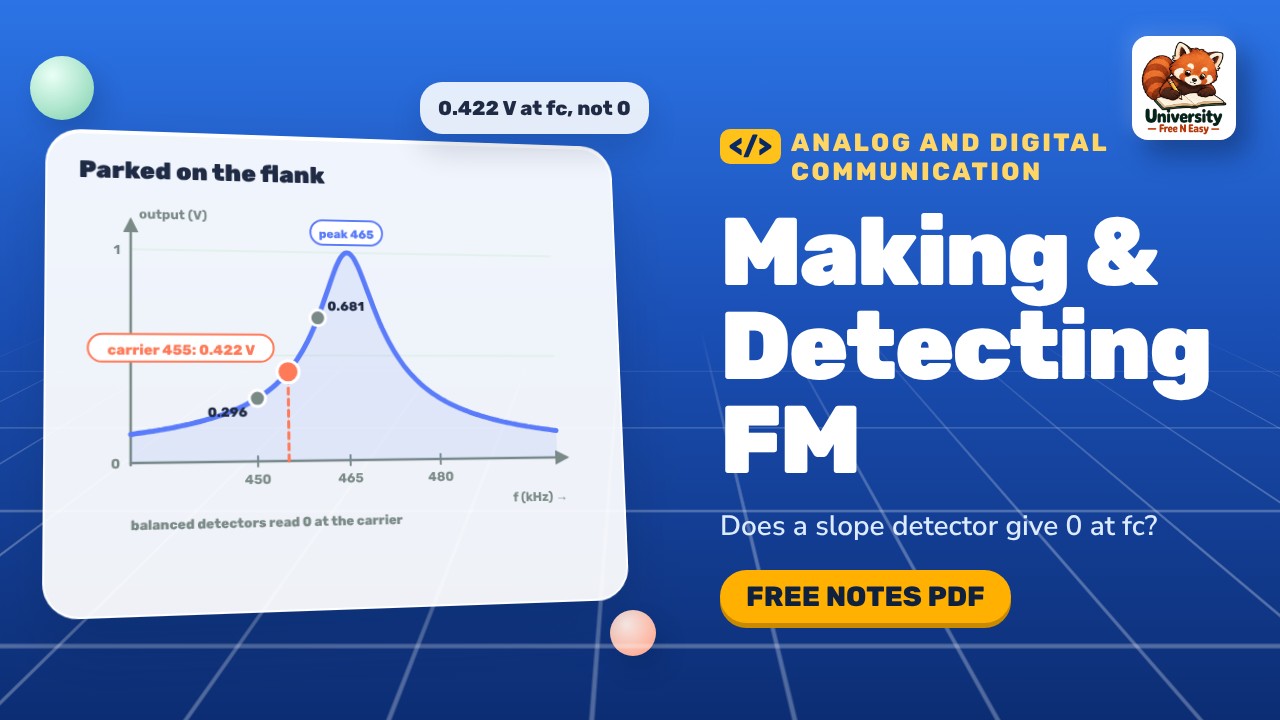 0.422 V at fc, not 0
Parked on the flank
output (V)
1
peak 465
0.681
carrier 455: 0.422 V
0.296
0
450
465
480
f (kHz) →
balanced detectors read 0 at the carrier
University
Free N Easy
</> ANALOG AND DIGITAL
COMMUNICATION
Making &
Detecting
FM
Does a slope detector give 0 at fc?
FREE NOTES PDF